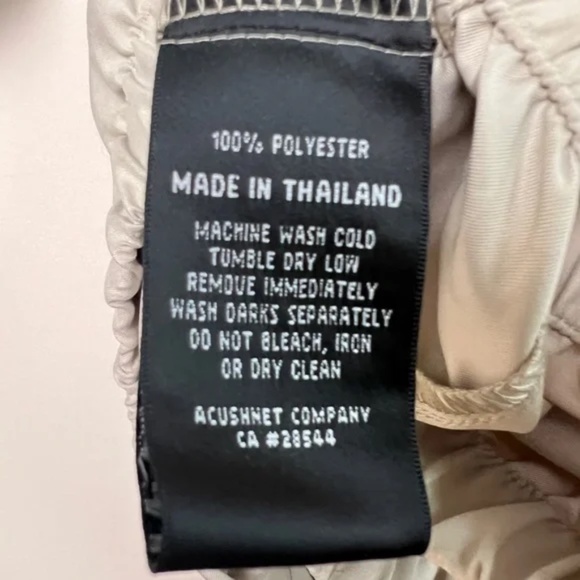 100% POLYESTER
MADE IN THAILAND
MACHINE WASH COLD
TUMBLE DRY LOW
REMOVE IMMEDIATELY
WASH DARKS SEPARATELY
DO NOT BLEACH, IRON
OR DRY CLEAN
ACUSHNET COMPANY
CA #28544